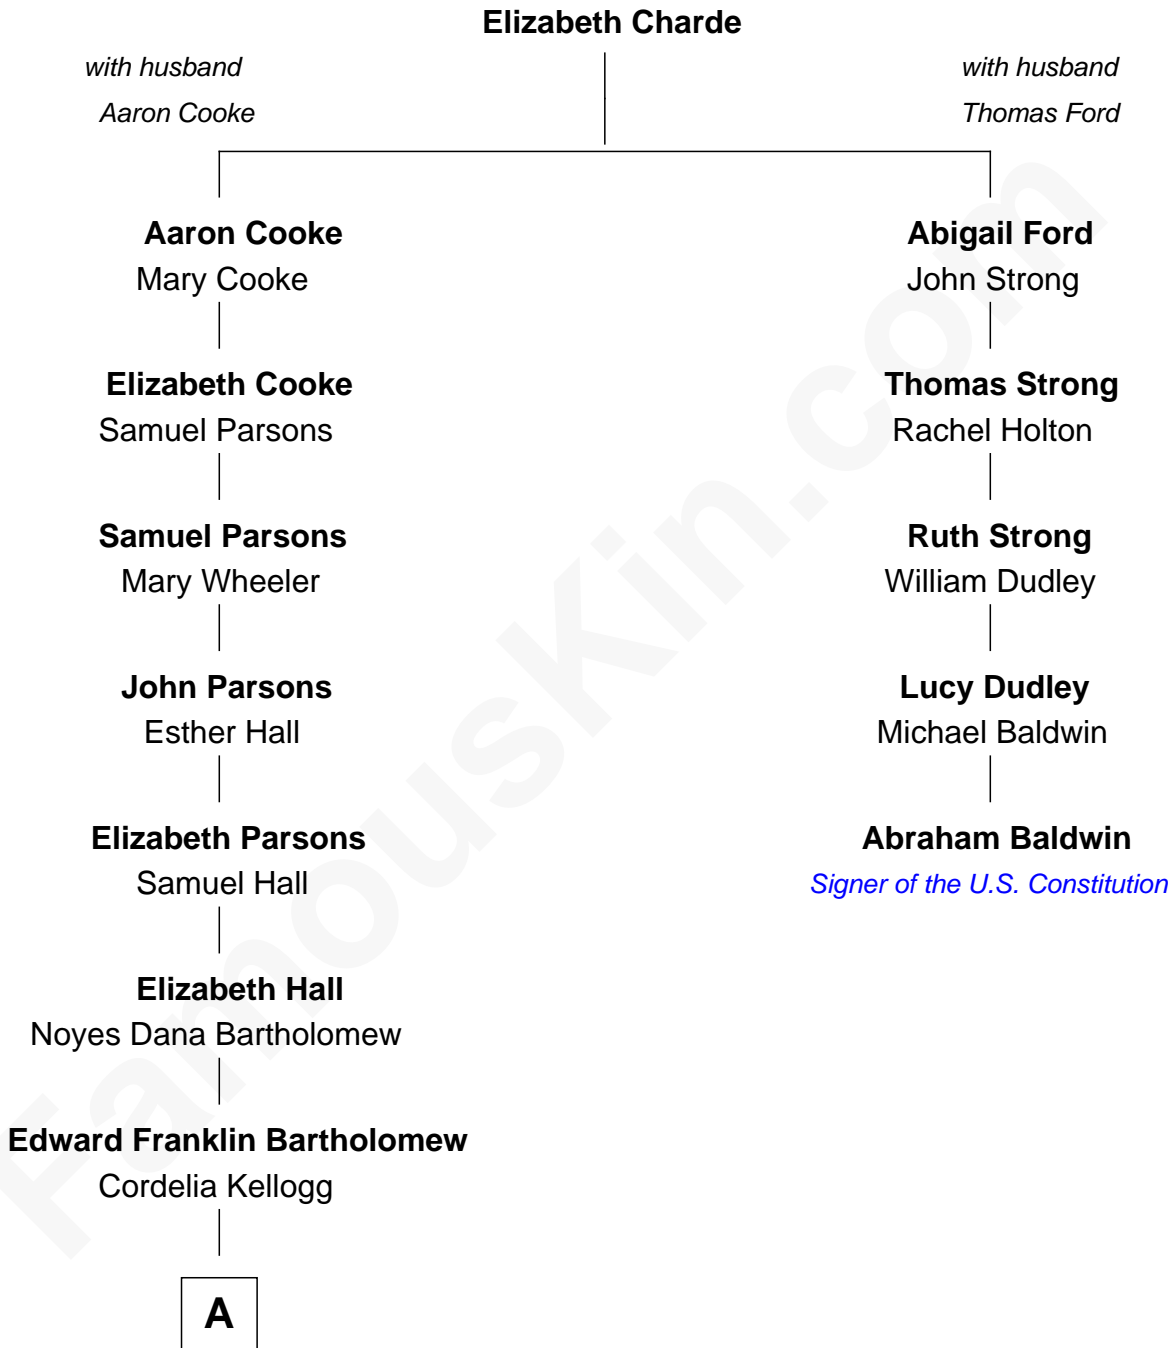 Elizabeth Charde
with husband
Aaron Cooke
with husband
Thomas Ford
Aaron Cooke
Mary Cooke
Abigail Ford
John Strong
Elizabeth Cooke
Samuel Parsons
Thomas Strong
Rachel Holton
Samuel Parsons
Mary Wheeler
Ruth Strong
William Dudley
John Parsons
Esther Hall
Lucy Dudley
Michael Baldwin
Elizabeth Parsons
Samuel Hall
Abraham Baldwin
Signer of the U.S. Constitution
Elizabeth Hall
Noyes Dana Bartholomew
Edward Franklin Bartholomew
Cordelia Kellogg
A
FamousKin.com